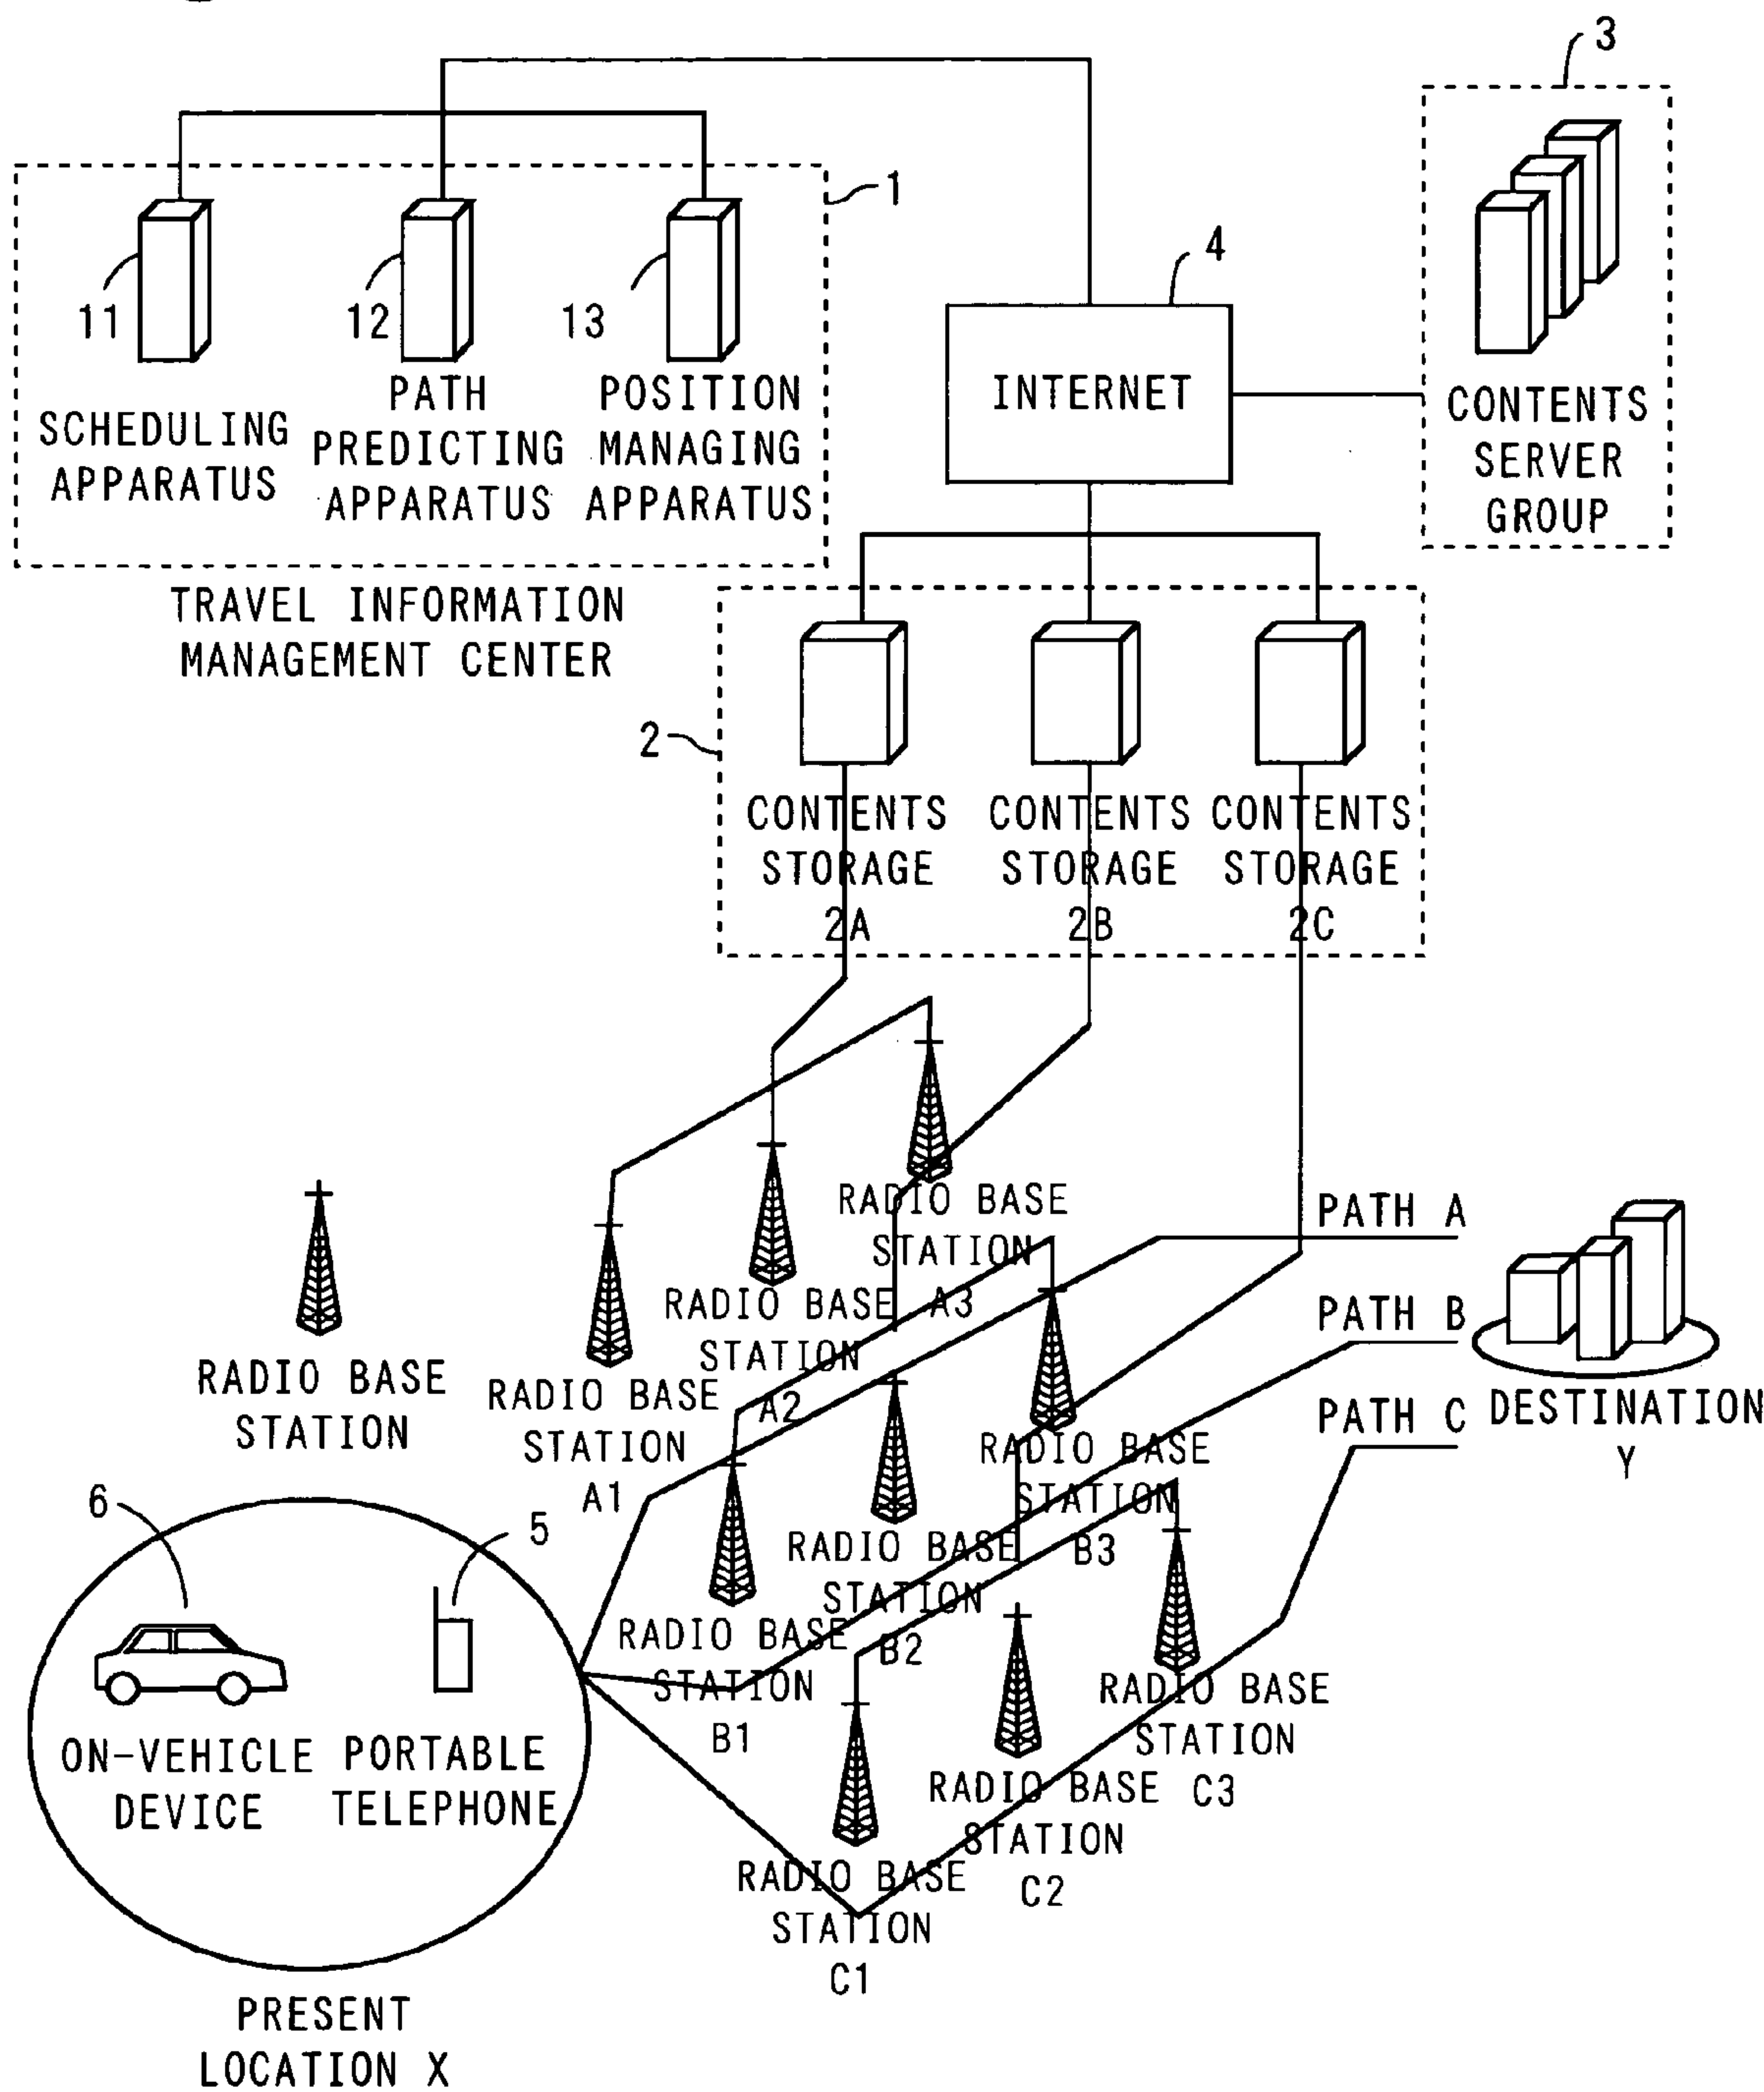 3
1
4
11
12
13
SCHEDULING
APPARATUS
PATH
PREDICTING
APPARATUS
POSITION
MANAGING
APPARATUS
INTERNET
CONTENTS
SERVER
GROUP
TRAVEL INFORMATION
MANAGEMENT CENTER
2
CONTENTS
STORAGE
2A
CONTENTS
STORAGE
2B
CONTENTS
STORAGE
2C
RADIO BASE
STATION
A3
RADIO BASE
STATION
A2
RADIO BASE
STATION
A1
RADIO BASE
STATION
PATH A
PATH B
PATH C
DESTINATION
Y
RADIO BASE
STATION
B3
RADIO BASE
STATION
B2
RADIO BASE
STATION
B1
6
5
ON-VEHICLE
DEVICE
PORTABLE
TELEPHONE
RADIO BASE
STATION
C3
RADIO BASE
STATION
C2
RADIO BASE
STATION
C1
PRESENT
LOCATION X